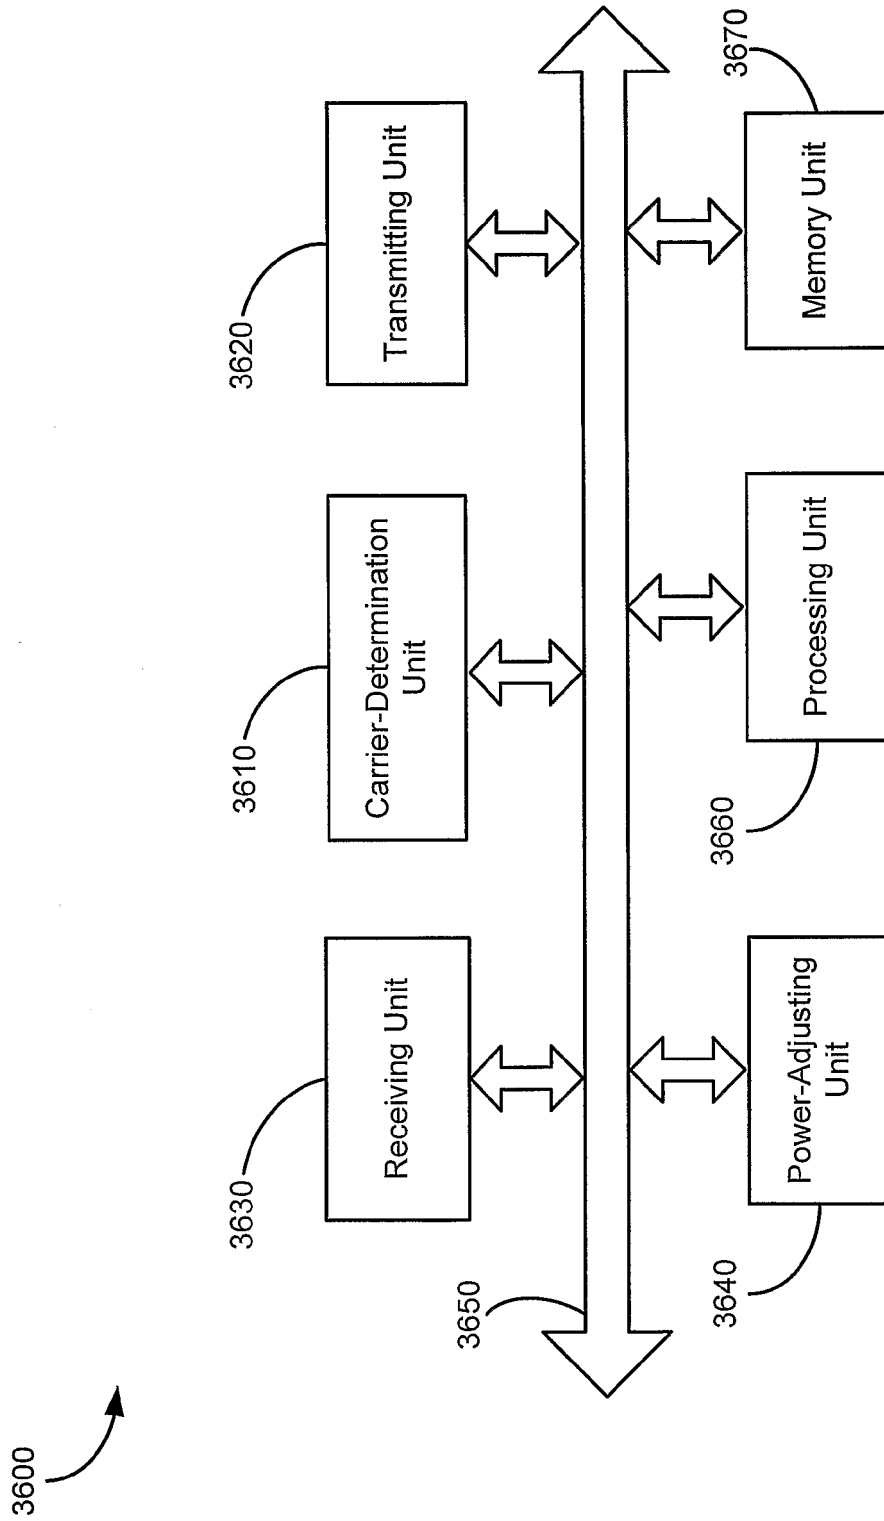 3600
3630
Receiving Unit
3610
Carrier-Determination
Unit
3620
Transmitting Unit
3650
3640
Power-Adjusting
Unit
3660
Processing Unit
3670
Memory Unit